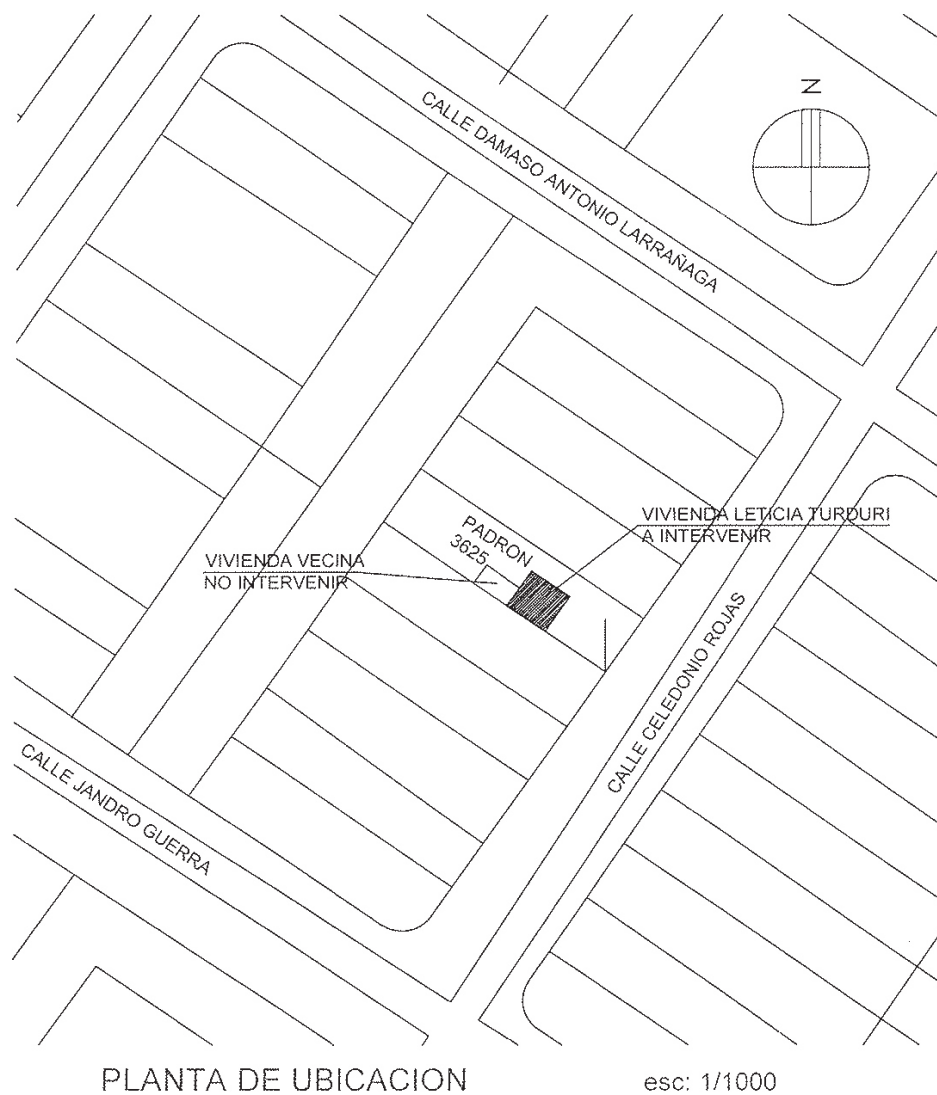 N
CALLE DAMASO ANTONIO LARRAÑAGA
VIVIENDA LETICIA TURDURI
A INTERVENIR
PADRON
3625
VIVIENDA VECINA
NO INTERVENIR
CALLE CELEDONIO ROJAS
CALLE JANDRO GUERRA
PLANTA DE UBICACION
esc: 1/1000